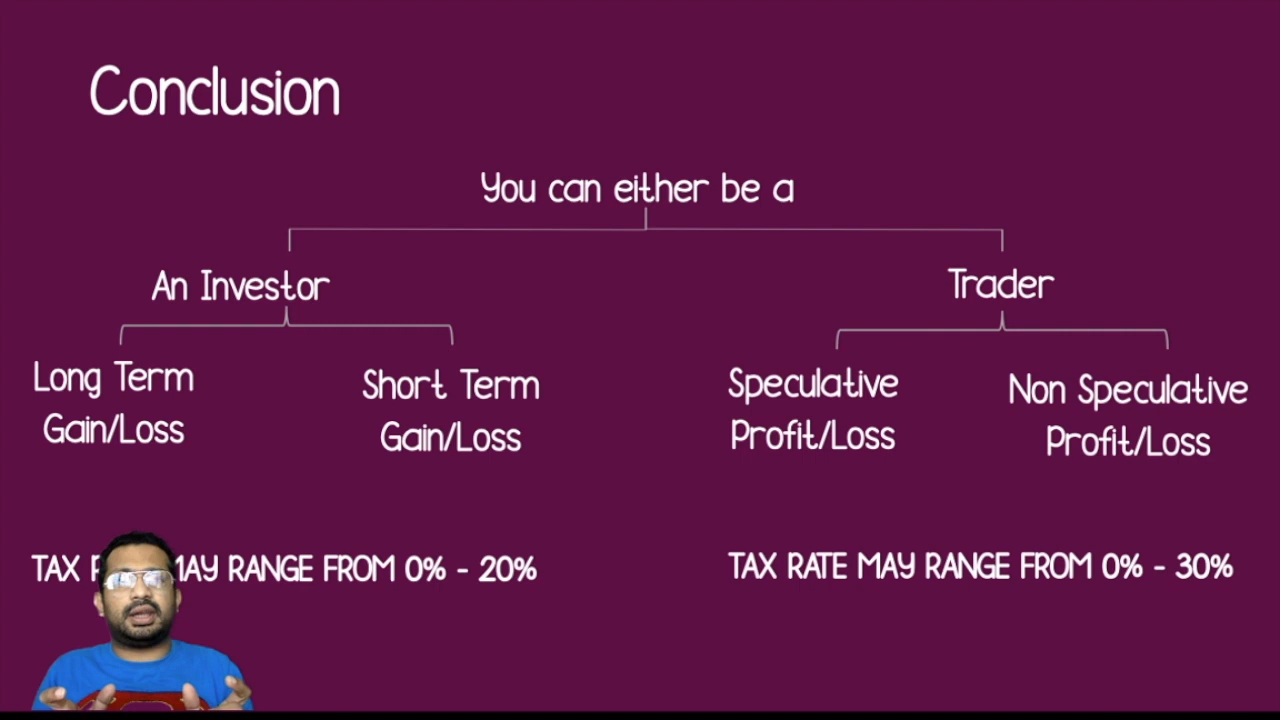 Conclusion
You can either be a
An Investor
Trader
Long Term
Gain/Loss
Short Term
Gain/Loss
Speculative
Profit/Loss
Non Speculative
Profit/Loss
TAX MAY RANGE FROM 0% - 20%
TAX RATE MAY RANGE FROM 0% - 30%